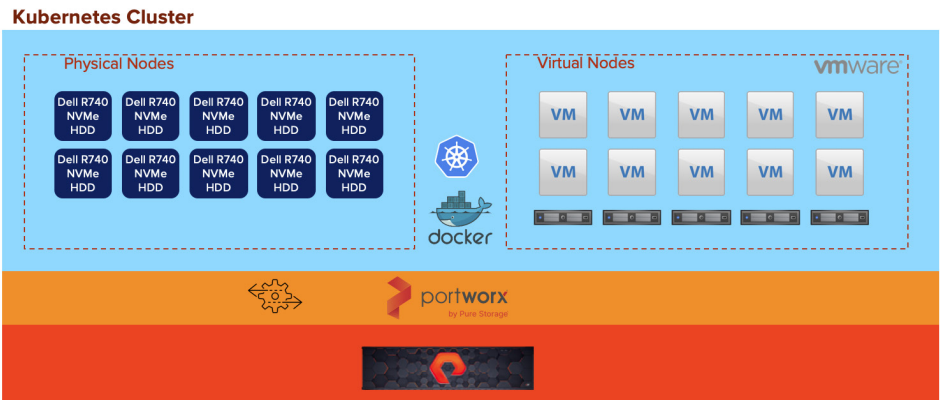 Kubernetes Cluster
Physical Nodes
Dell R740
NVMe
HDD
Dell R740
NVMe
HDD
Dell R740
NVMe
HDD
Dell R740
NVMe
HDD
Dell R740
NVMe
HDD
Dell R740
NVMe
HDD
Dell R740
NVMe
HDD
Dell R740
NVMe
HDD
Dell R740
NVMe
HDD
Dell R740
NVMe
HDD
docker
Virtual Nodes
vmware
VM VM VM VM VM
VM VM VM VM VM
portworx
by Pure Storage